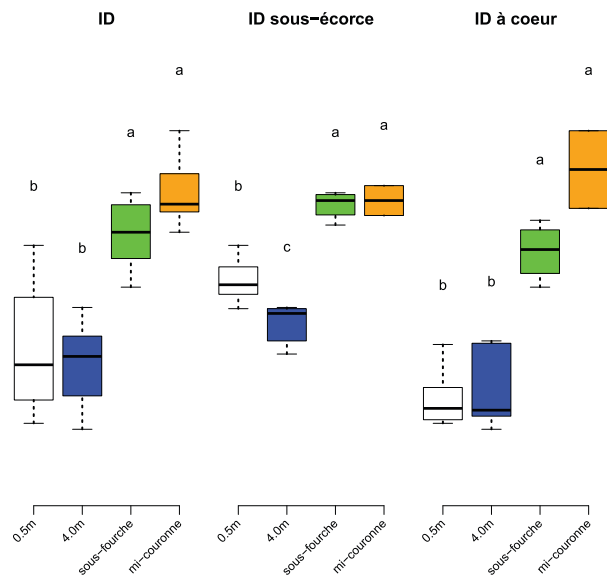 ID
ID sous−écorce
ID à coeur
b
b
a
a
b
c
a
a
b
b
a
a
0.5m
4.0m
sous−fourche
mi−couronne
0.5m
4.0m
sous−fourche
mi−couronne
0.5m
4.0m
sous−fourche
mi−couronne